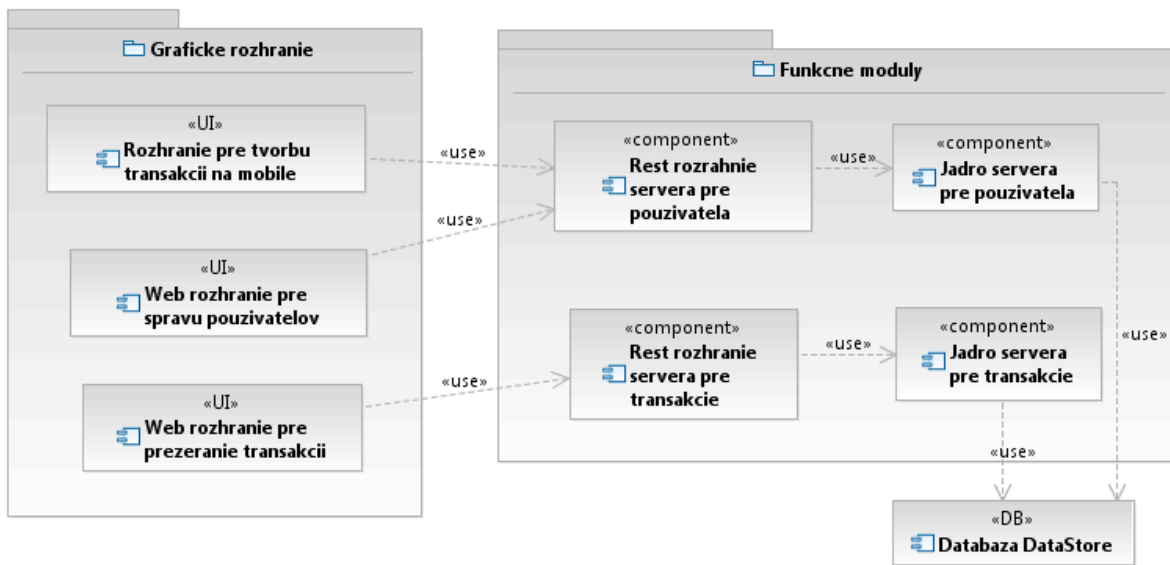 Graficke rozhranie
«UI»
Rozhranie pre tvorbu
transakcii na mobile
«UI»
Web rozhranie pre
spravu pouzivatelov
«UI»
Web rozhranie pre
prezeranie transakcii
«use»
«use»
«use»
Funkcne moduly
«component»
Rest rozrahnie
servera pre
pouzivatela
«use»
«component»
Jadro servera
pre pouzivatela
«component»
Rest rozhranie
servera pre
transakcie
«use»
«component»
Jadro servera
pre transakcie
«use»
«use»
«DB»
Databaza DataStore